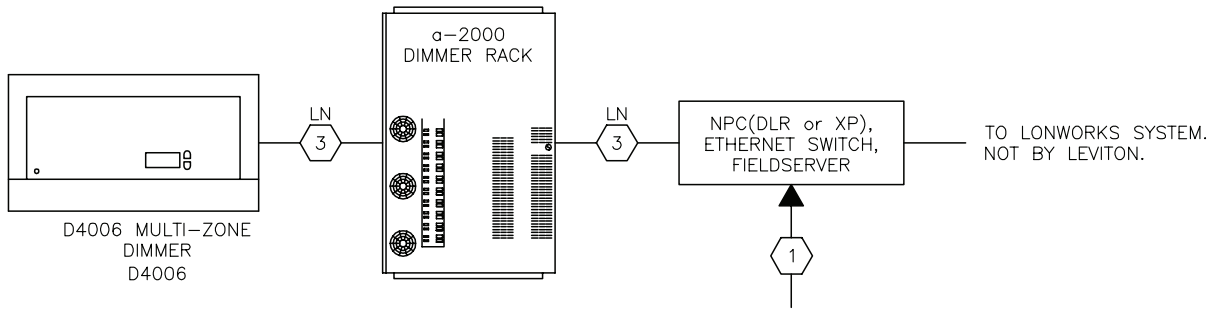 a-2000
DIMMER RACK
LN
3
LN
3
NPC(DLR or XP),
ETHERNET SWITCH,
FIELDSERVER
TO LONWORKS SYSTEM.
NOT BY LEVITON.
D4006 MULTI-ZONE
DIMMER
D4006
1